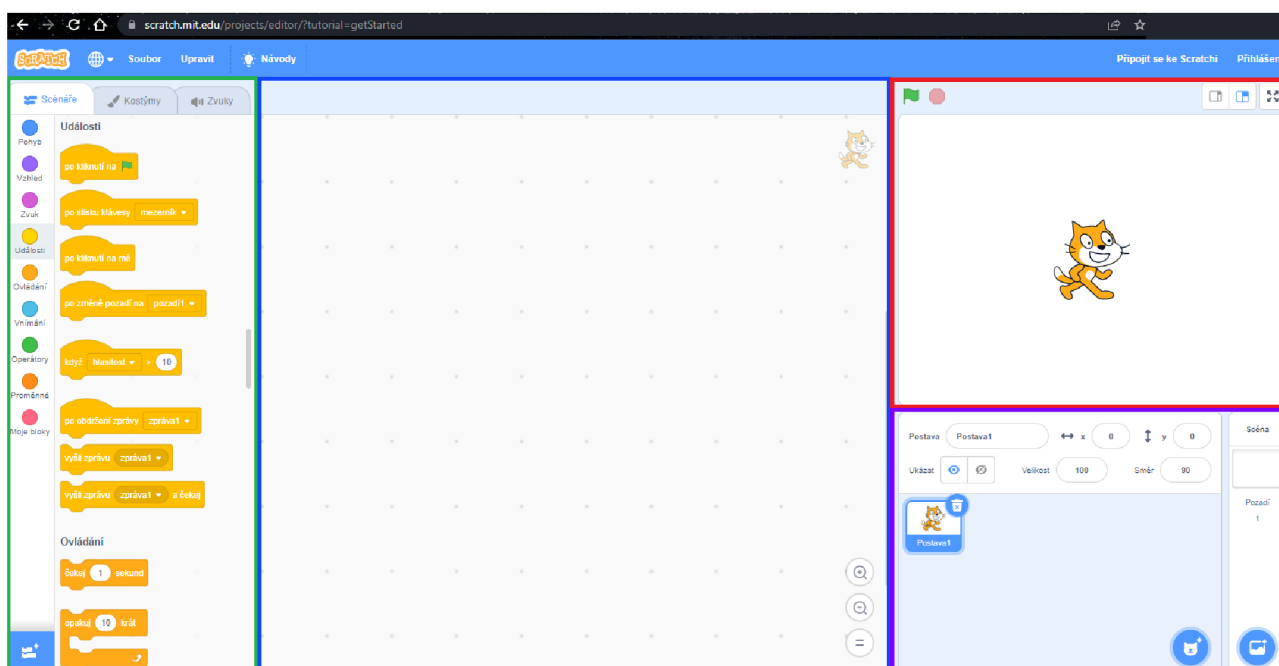 scratch.mit.edu/projects/editor/?tutorial=getStarted
SCRATCH Soubor Upravit Návody Připojit se ke Scratchi Přihlášen
Scénáře Kostýmy Zvuky
Pohyb
Vzhled
Zvuk
Události
Ovládání
Vnímání
Operátory
Proměnné
Moje bloky
Události
po kliknutí na
po stisku klávesy mezerník
po kliknutí na mě
po změně pozadí na pozadí1
když hlasitost > 10
po obdržení zprávy zpráva1
vyšli zprávu zpráva1
vyšli zprávu zpráva1 a čekej
Ovládání
čekej 1 sekund
opakuj 10 krát
Postava Postava1 x 0 y 0
Ukázat Velikost 100 Směr 90
Postava1
Scéna
Pozadí
1